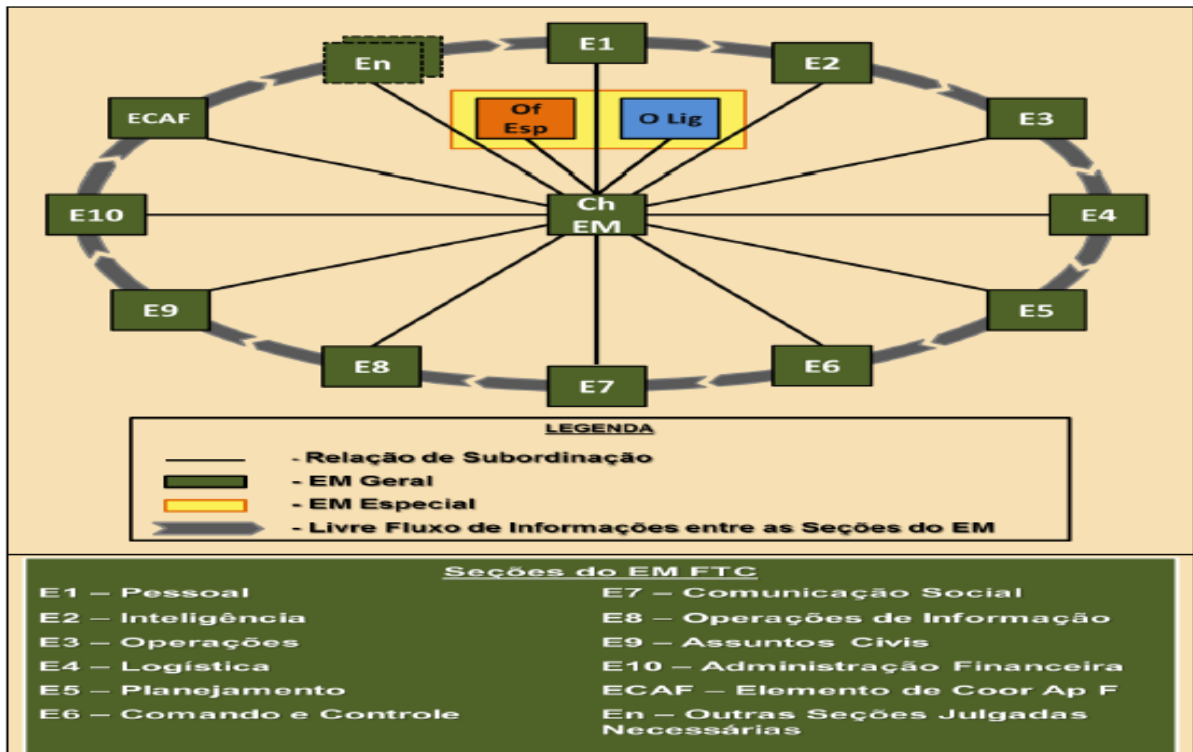 En
E1
E2
ECAF
Of
Esp
O Lig
E3
E10
Ch
EM
E4
E9
E5
E8
E7
E6
LEGENDA
- Relação de Subordinação
- EM Geral
- EM Especial
- Livre Fluxo de Informações entre as Seções do EM
Seções do EM FTC
E1 – Pessoal
E2 – Inteligência
E3 – Operações
E4 – Logística
E5 – Planejamento
E6 – Comando e Controle
E7 – Comunicação Social
E8 – Operações de Informação
E9 – Assuntos Civis
E10 – Administração Financeira
ECAF – Elemento de Coor Ap F
En – Outras Seções Julgadas
Necessárias